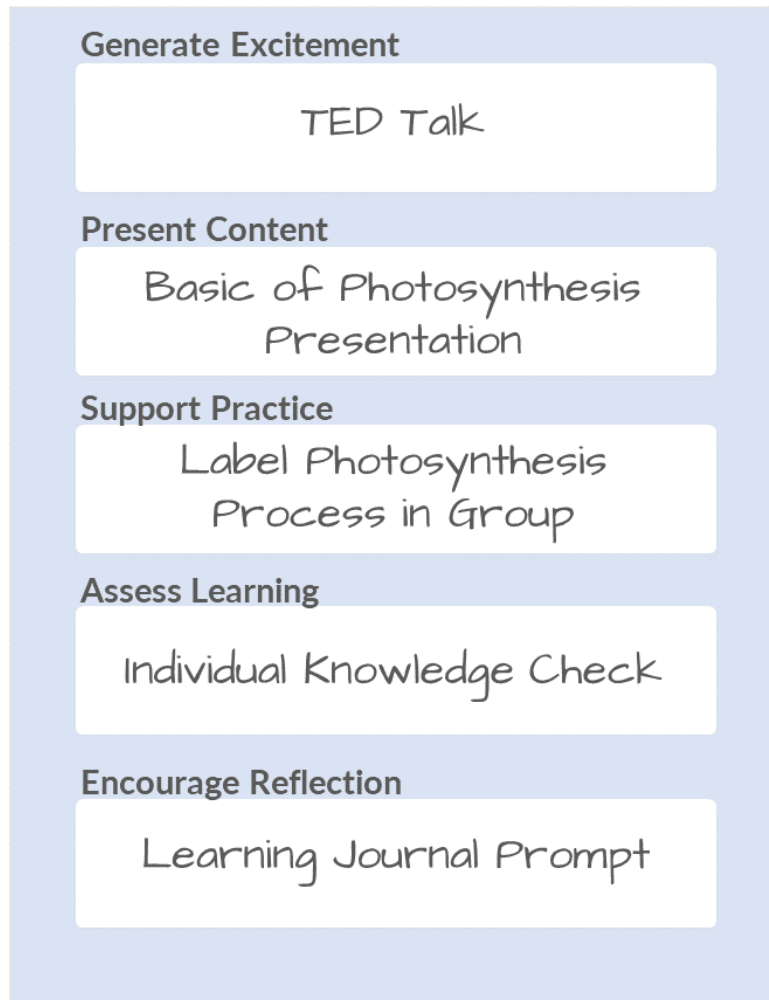 Generate Excitement
TED Talk
Present Content
Basic of Photosynthesis
Presentation
Support Practice
Label Photosynthesis
Process in Group
Assess Learning
Individual Knowledge Check
Encourage Reflection
Learning Journal Prompt